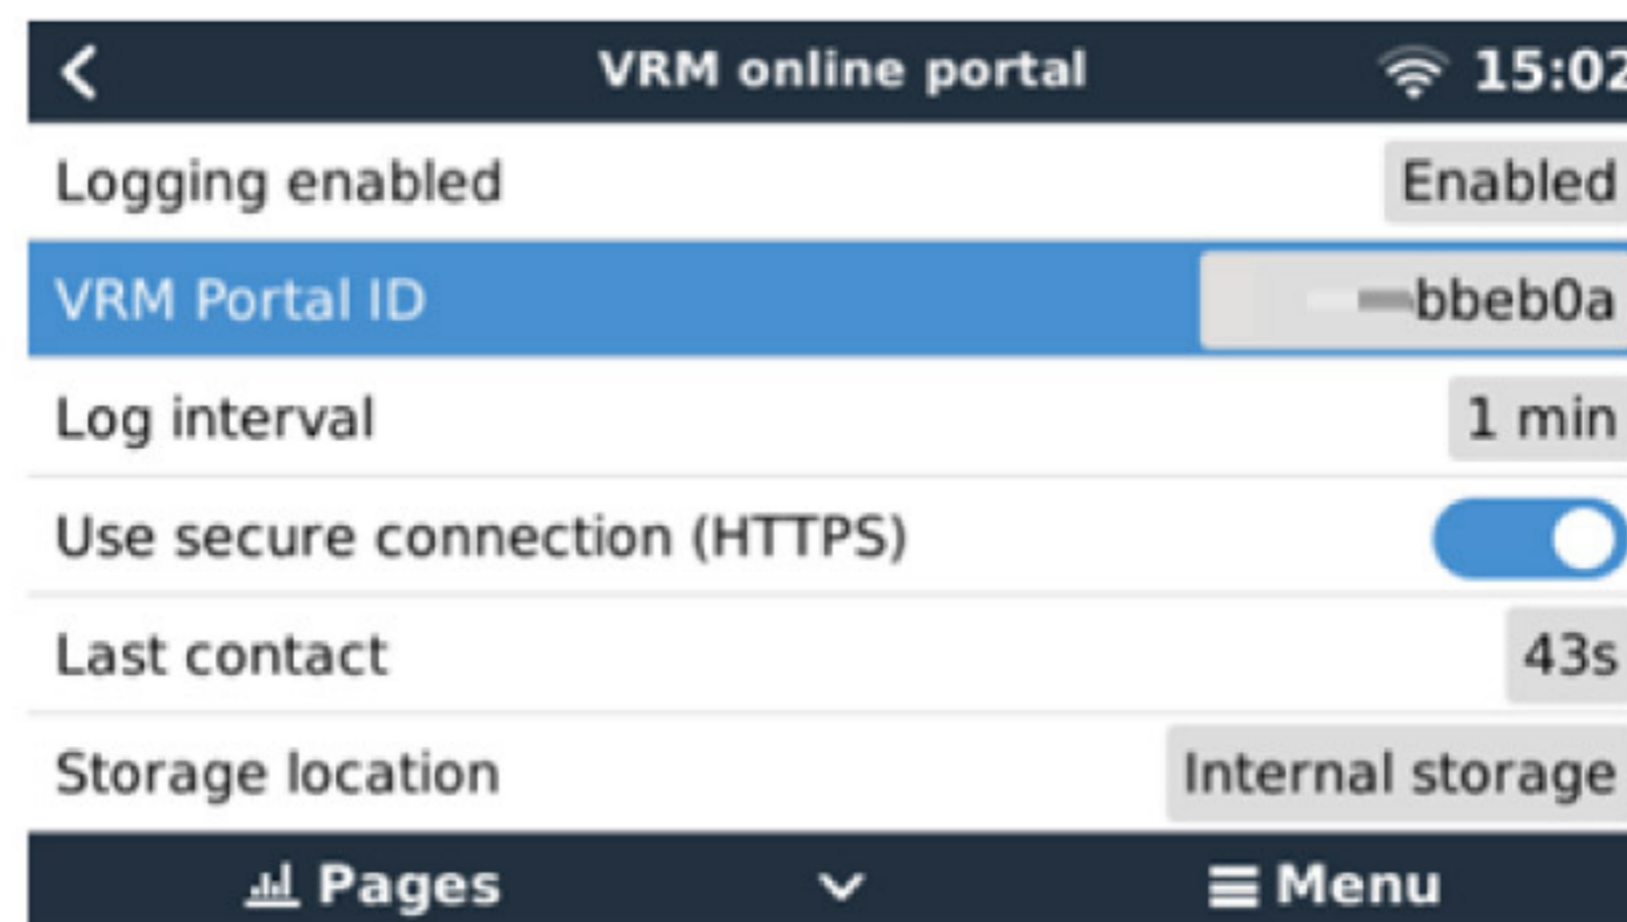 VRM online portal 15:02
Logging enabled Enabled
VRM Portal ID bbeb0a
Log interval 1 min
Use secure connection (HTTPS)
Last contact 43s
Storage location Internal storage
Pages Menu